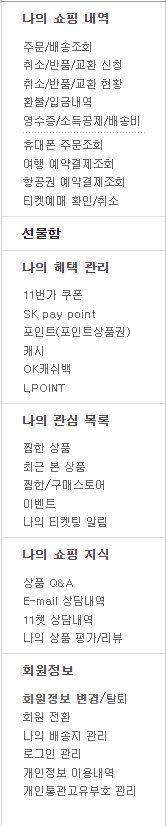 나의 쇼핑 내역
주문/배송조회
취소/반품/교환 신청
취소/반품/교환 현황
환불/입금내역
영수증/소득공제/배송비
휴대폰 주문조회
여행 예약결제조회
항공권 예약결제조회
티켓예매 확인/취소
선물함
나의 혜택 관리
11번가 쿠폰
SK pay point
포인트(포인트상품권)
캐시
OK캐쉬백
L.POINT
나의 관심 목록
찜한 상품
최근 본 상품
찜한/구매스토어
이벤트
나의 티켓팅 알림
나의 쇼핑 지식
상품 Q&A
E-mail 상담내역
11챗 상담내역
나의 상품 평가/리뷰
회원정보
회원정보 변경/탈퇴
회원 전환
나의 배송지 관리
로그인 관리
개인정보 이용내역
개인통관고유부호 관리